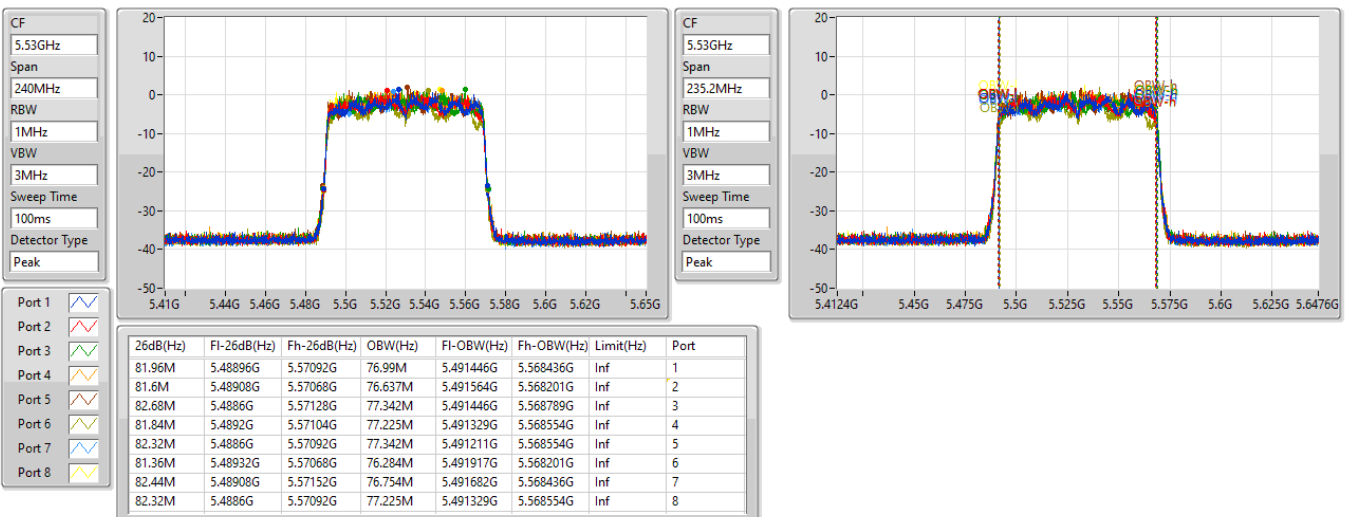 CF
5.53GHz
Span
240MHz
RBW
1MHz
VBW
3MHz
Sweep Time
100ms
Detector Type
Peak
20
10
0
-10
-20
-30
-40
-50
5.41G 5.44G 5.46G 5.48G 5.5G 5.52G 5.54G 5.56G 5.58G 5.6G 5.62G 5.65G
CF
5.53GHz
Span
235.2MHz
RBW
1MHz
VBW
3MHz
Sweep Time
100ms
Detector Type
Peak
20
10
0
-10
-20
-30
-40
-50
5.4124G 5.45G 5.475G 5.5G 5.525G 5.55G 5.575G 5.6G 5.625G 5.6476G
Port 1
Port 2
Port 3
Port 4
Port 5
Port 6
Port 7
Port 8
26dB(Hz) Fl-26dB(Hz) Fh-26dB(Hz) OBW(Hz) Fl-OBW(Hz) Fh-OBW(Hz) Limit(Hz) Port
81.96M 5.48896G 5.57092G 76.99M 5.491446G 5.568436G Inf 1
81.6M 5.48908G 5.57068G 76.637M 5.491564G 5.568201G Inf 2
82.68M 5.4886G 5.57128G 77.342M 5.491446G 5.568789G Inf 3
81.84M 5.4892G 5.57104G 77.225M 5.491329G 5.568554G Inf 4
82.32M 5.4886G 5.57092G 77.342M 5.491211G 5.568554G Inf 5
81.36M 5.48932G 5.57068G 76.284M 5.491917G 5.568201G Inf 6
82.44M 5.48908G 5.57152G 76.754M 5.491682G 5.568436G Inf 7
82.32M 5.4886G 5.57092G 77.225M 5.491329G 5.568554G Inf 8